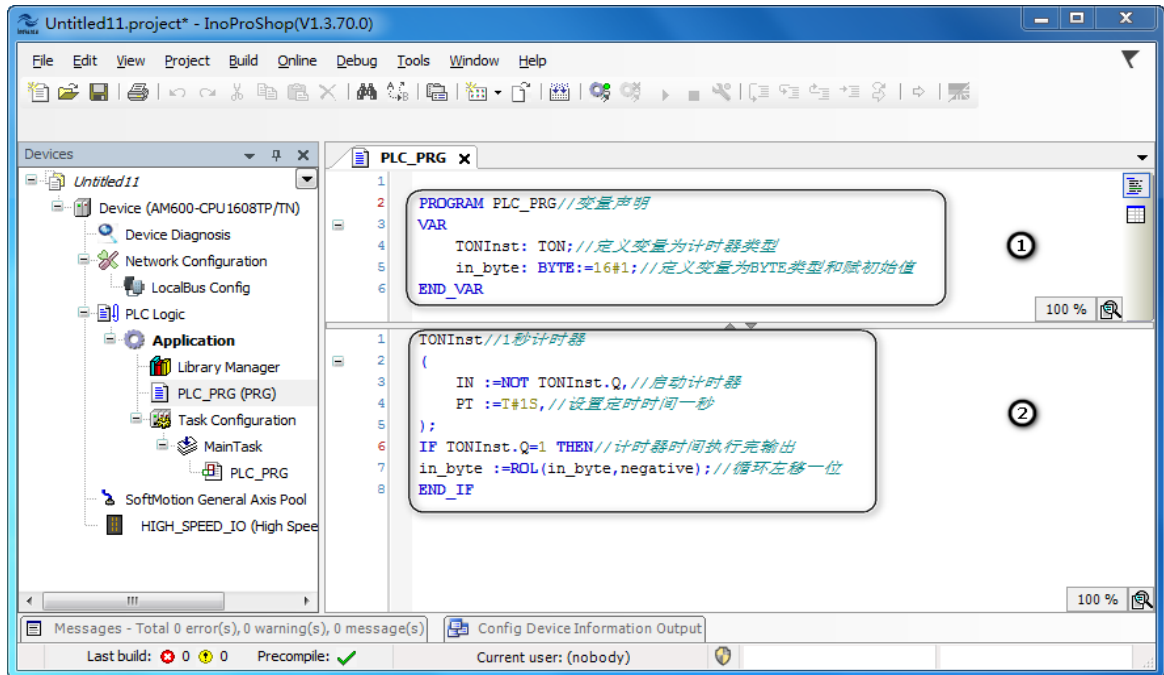 Untitled11.project* - InoProShop(V1.3.70.0)
File Edit View Project Build Online Debug Tools Window Help
Devices
Untitled11
Device (AM600-CPU1608TP/TN)
Device Diagnosis
Network Configuration
LocalBus Config
PLC Logic
Application
Library Manager
PLC_PRG (PRG)
Task Configuration
MainTask
PLC_PRG
SoftMotion General Axis Pool
HIGH_SPEED_IO (High Spee
PLC_PRG
1
2 PROGRAM PLC_PRG//变量声明
3 VAR
4 TONInst: TON;//定义变量为计时器类型
5 in_byte: BYTE:=16#1;//定义变量为BYTE类型和赋初始值
6 END_VAR
1
100 %
1 TONInst//1秒计时器
2 (
3 IN :=NOT TONInst.Q,//启动计时器
4 PT :=T#1S,//设置定时时间一秒
5 );
6 IF TONInst.Q=1 THEN//计时器时间执行完输出
7 in_byte :=ROL(in_byte,negative);//循环左移一位
8 END_IF
2
100 %
Messages - Total 0 error(s), 0 warning(s), 0 message(s)
Config Device Information Output
Last build: 0 0 Precompile: Current user: (nobody)